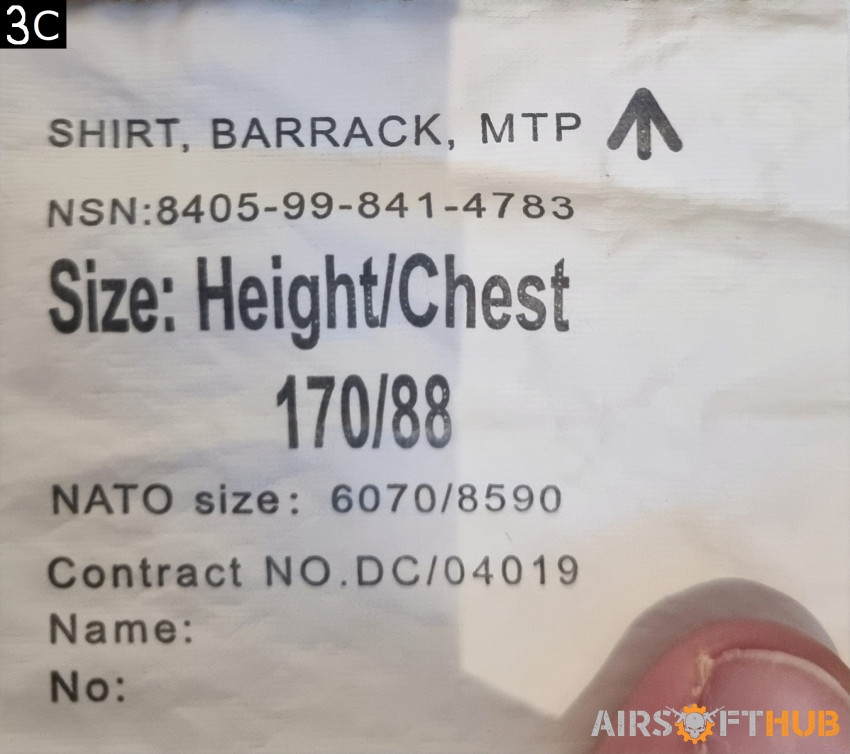 3C
SHIRT, BARRACK, MTP
NSN:8405-99-841-4783
Size: Height/Chest
170/88
NATO size: 6070/8590
Contract NO.DC/04019
Name:
No:
AIRSOFTHUB